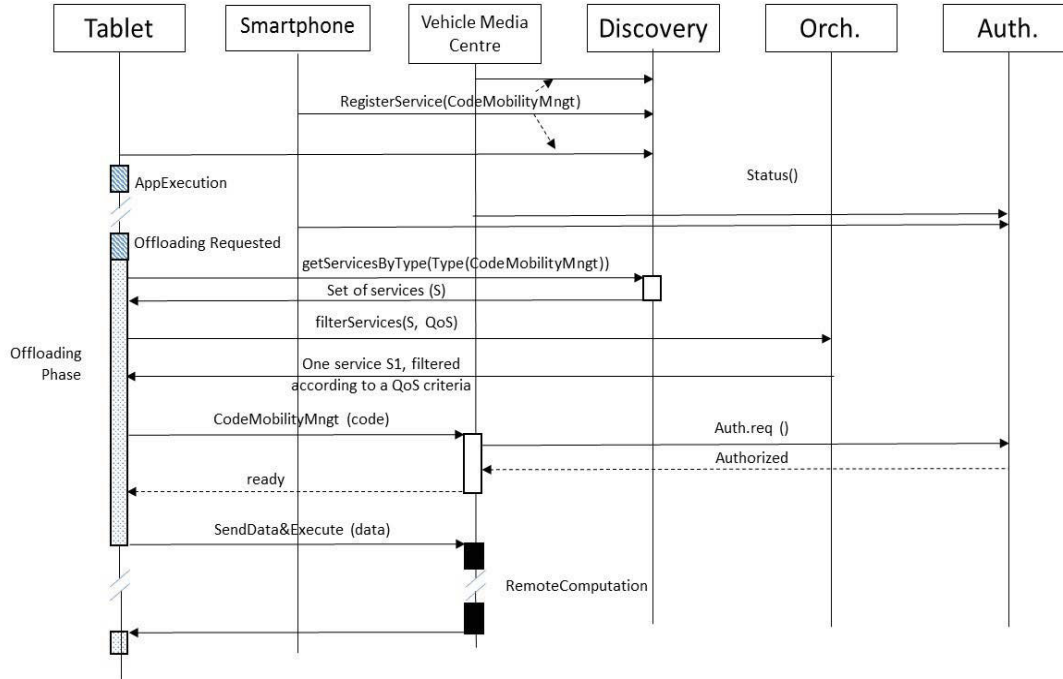 Tablet
Smartphone
Vehicle Media
Centre
Discovery
Orch.
Auth.
RegisterService(CodeMobilityMngt)
AppExecution
Status()
Offloading Requested
getServicesByType(Type(CodeMobilityMngt))
Set of services (S)
filterServices(S, QoS)
Offloading
Phase
One service S1, filtered
according to a QoS criteria
CodeMobilityMngt (code)
Auth.req ()
Authorized
ready
SendData&Execute (data)
RemoteComputation